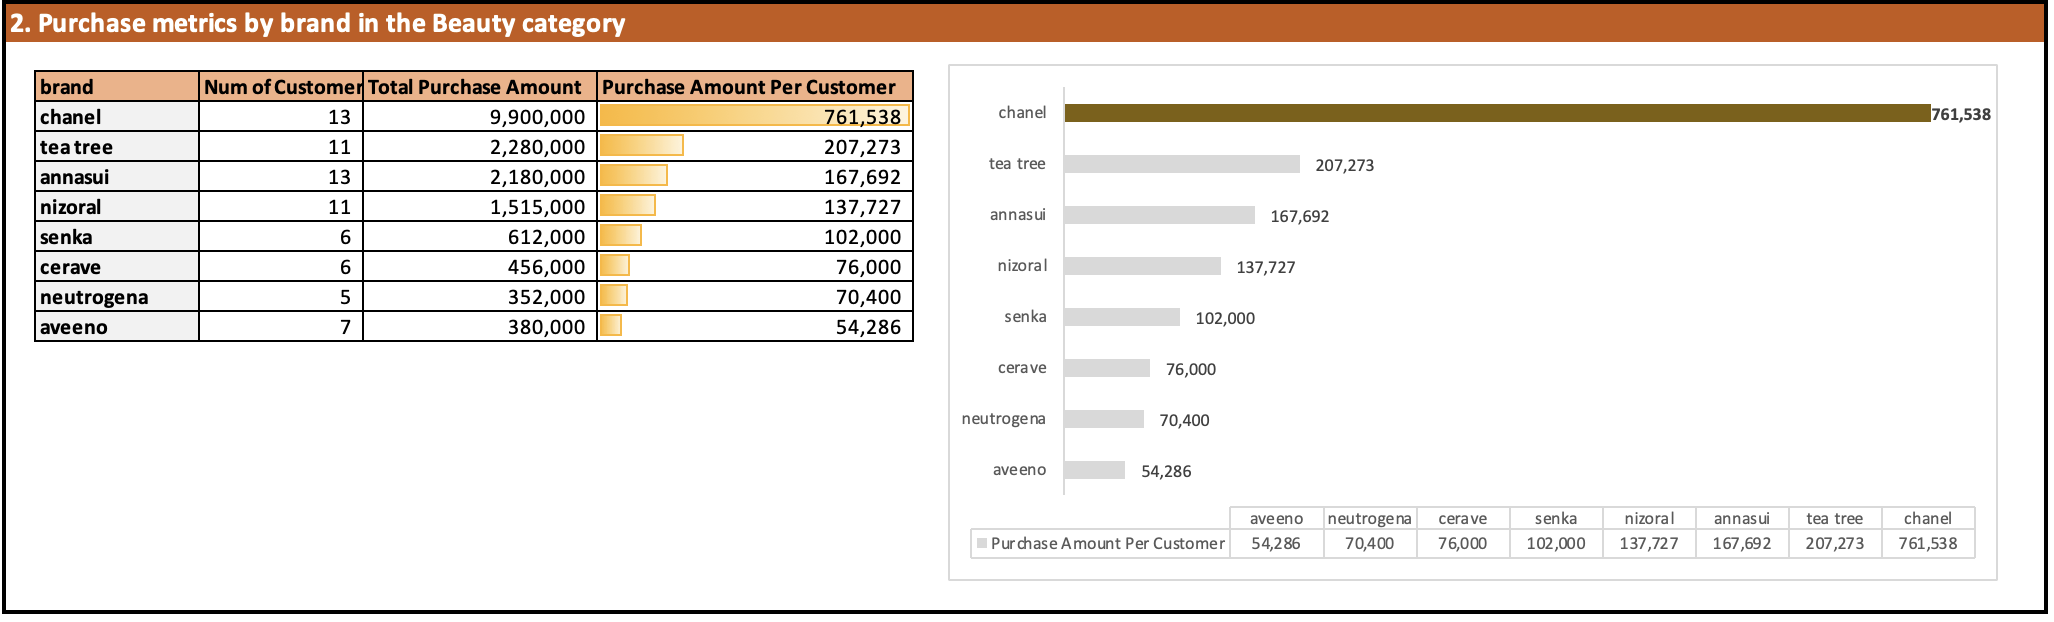 2. Purchase metrics by brand in the Beauty category
brand Num of Customer Total Purchase Amount Purchase Amount Per Customer
chanel 13 9,900,000 761,538
tea tree 11 2,280,000 207,273
annasui 13 2,180,000 167,692
nizoral 11 1,515,000 137,727
senka 6 612,000 102,000
cerave 6 456,000 76,000
neutrogena 5 352,000 70,400
aveeno 7 380,000 54,286
chanel 761,538
tea tree 207,273
annasui 167,692
nizoral 137,727
senka 102,000
cerave 76,000
neutrogena 70,400
aveeno 54,286
aveeno neutrogena cerave senka nizoral annasui tea tree chanel
Purchase Amount Per Customer 54,286 70,400 76,000 102,000 137,727 167,692 207,273 761,538